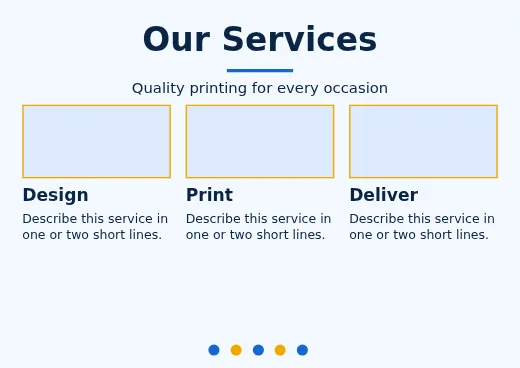 Our Services
Quality printing for every occasion
Design
Describe this service in
one or two short lines.
Print
Describe this service in
one or two short lines.
Deliver
Describe this service in
one or two short lines.